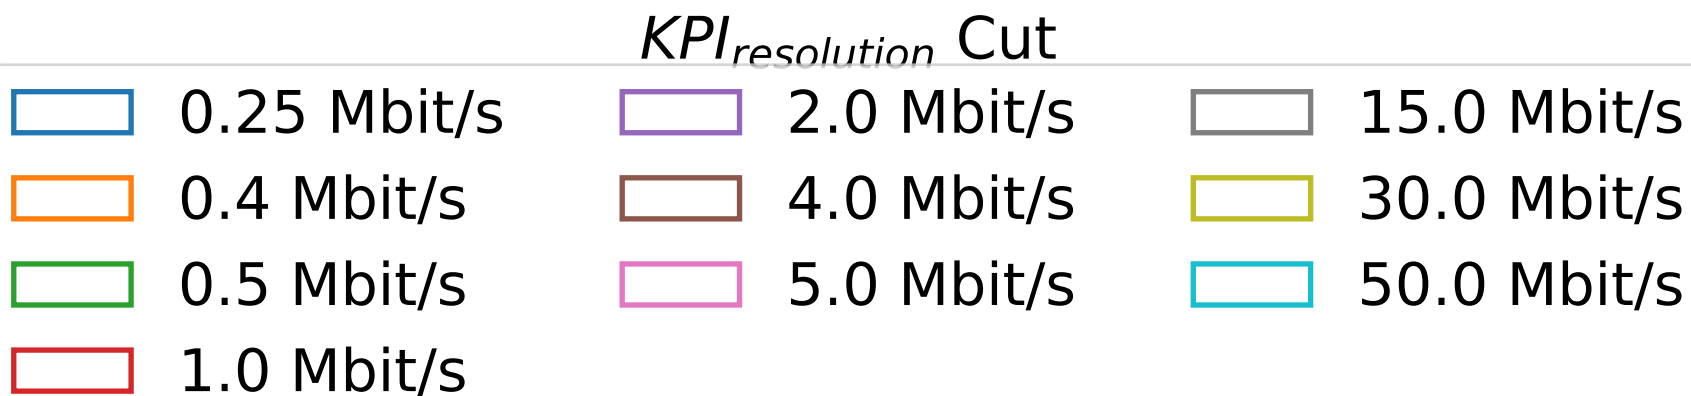 KPIresolution Cut
0.25 Mbit/s
0.4 Mbit/s
0.5 Mbit/s
1.0 Mbit/s
2.0 Mbit/s
4.0 Mbit/s
5.0 Mbit/s
15.0 Mbit/s
30.0 Mbit/s
50.0 Mbit/s